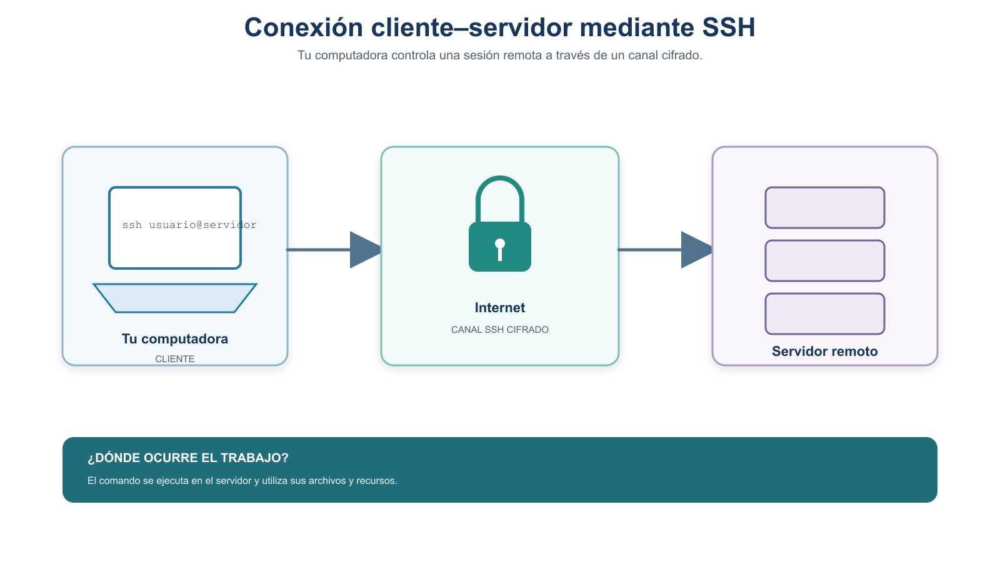 Conexión cliente–servidor mediante SSH
Tu computadora controla una sesión remota a través de un canal cifrado.
ssh usuario@servidor
Tu computadora
CLIENTE
Internet
CANAL SSH CIFRADO
Servidor remoto
¿DÓNDE OCURRE EL TRABAJO?
El comando se ejecuta en el servidor y utiliza sus archivos y recursos.